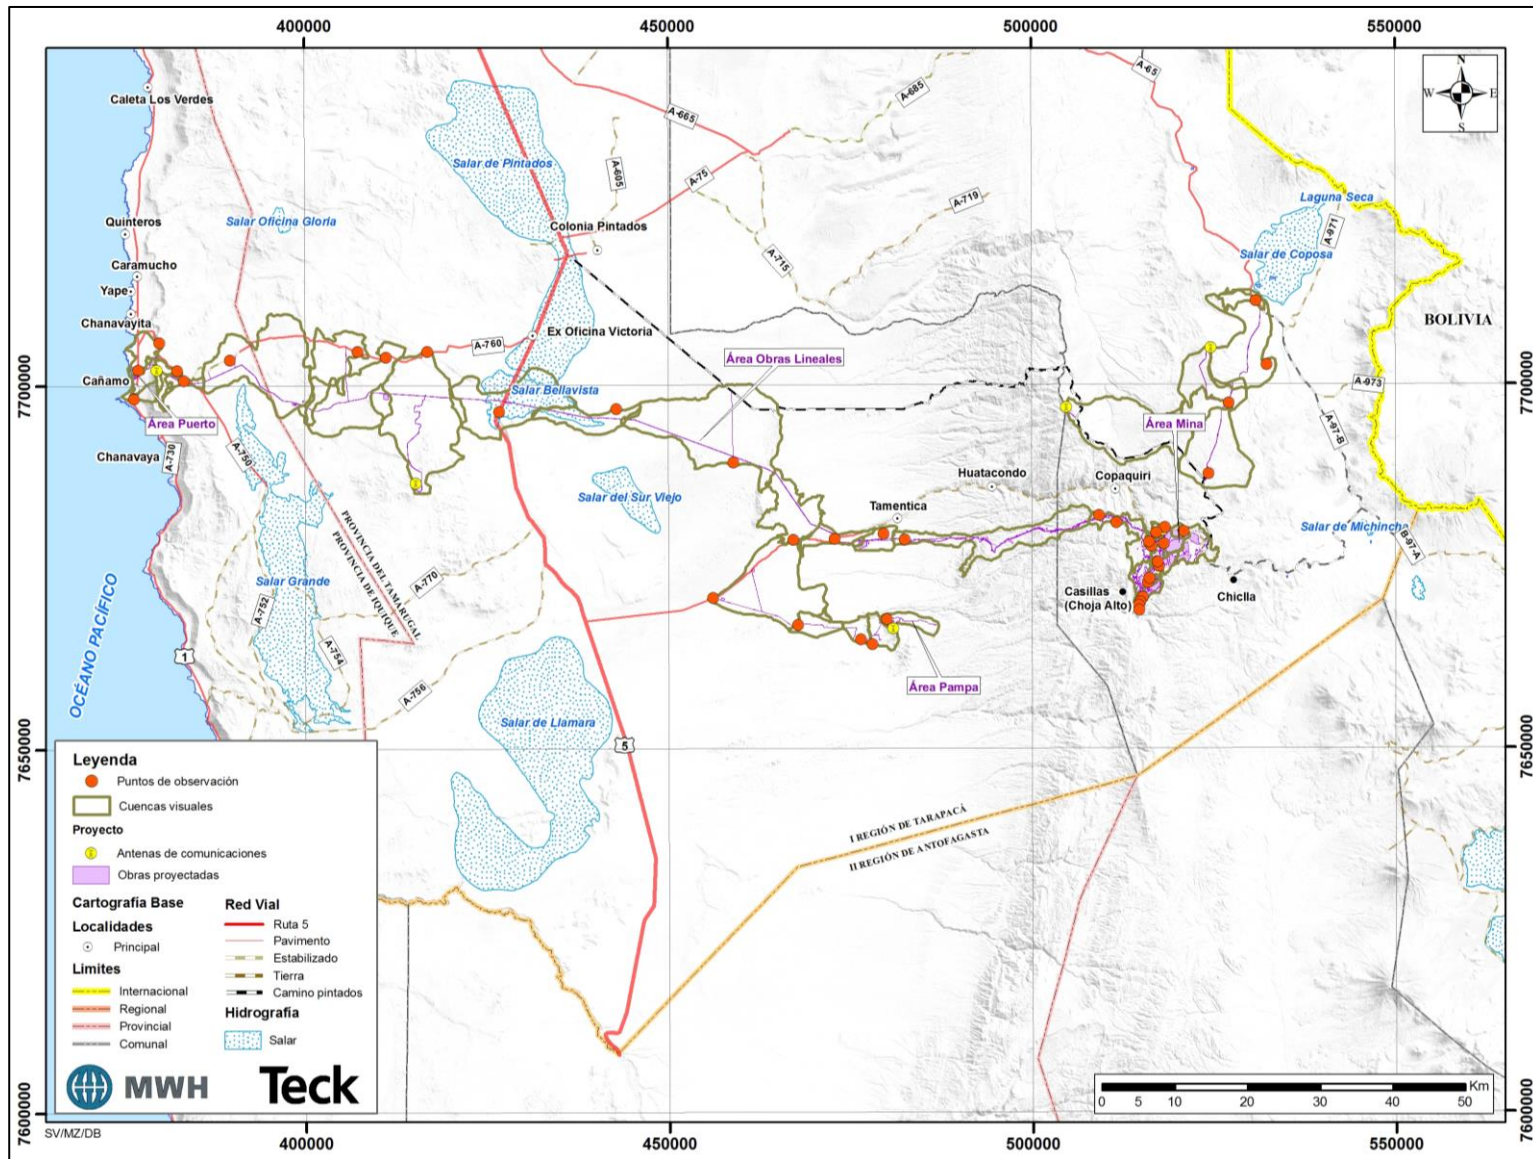 400000
450000
500000
550000
N
W
E
S
A-65
Caleta Los Verdes
A-665
A-685
Salar de Pintados
A-605
A-75
A-719
Laguna Seca
Quinteros
Salar Oficina Gloria
Colonia Pintados
A-971
Salar de Coposa
Caramucho
A-715
Yape
Chanavayita
Ex Oficina Victoria
BOLIVIA
A-760
Área Obras Lineales
7700000
Cañamo
Salar Bellavista
A-973
7700000
Área Puerto
Área Mina
A-97-B
Chanavaya
A-730
A-750
Huatacondo
Copaquiri
Salar del Sur Viejo
Tamentica
PROVINCIA DEL TAMARUGAL
PROVINCIA DE IQUIQUE
Salar de Michincha
B-97-A
OCÉANO PACÍFICO
Salar Grande
A-770
A-752
Casillas
(Choja Alto)
Chiclla
A-754
1
A-756
Área Pampa
Salar de Llamara
5
7650000
7650000
I REGIÓN DE TARAPACÁ
II REGIÓN DE ANTOFAGASTA
Leyenda
Puntos de observación
Cuencas visuales
Proyecto
Antenas de comunicaciones
Obras proyectadas
Cartografía Base
Localidades
Principal
Limites
Internacional
Regional
Provincial
Comunal
Red Vial
Ruta 5
Pavimento
Estabilizado
Tierra
Camino pintados
Hidrografía
Salar
MWH
Teck
Km
0 5 10 20 30 40 50
7600000
7600000
SV/MZ/DB
400000
450000
500000
550000